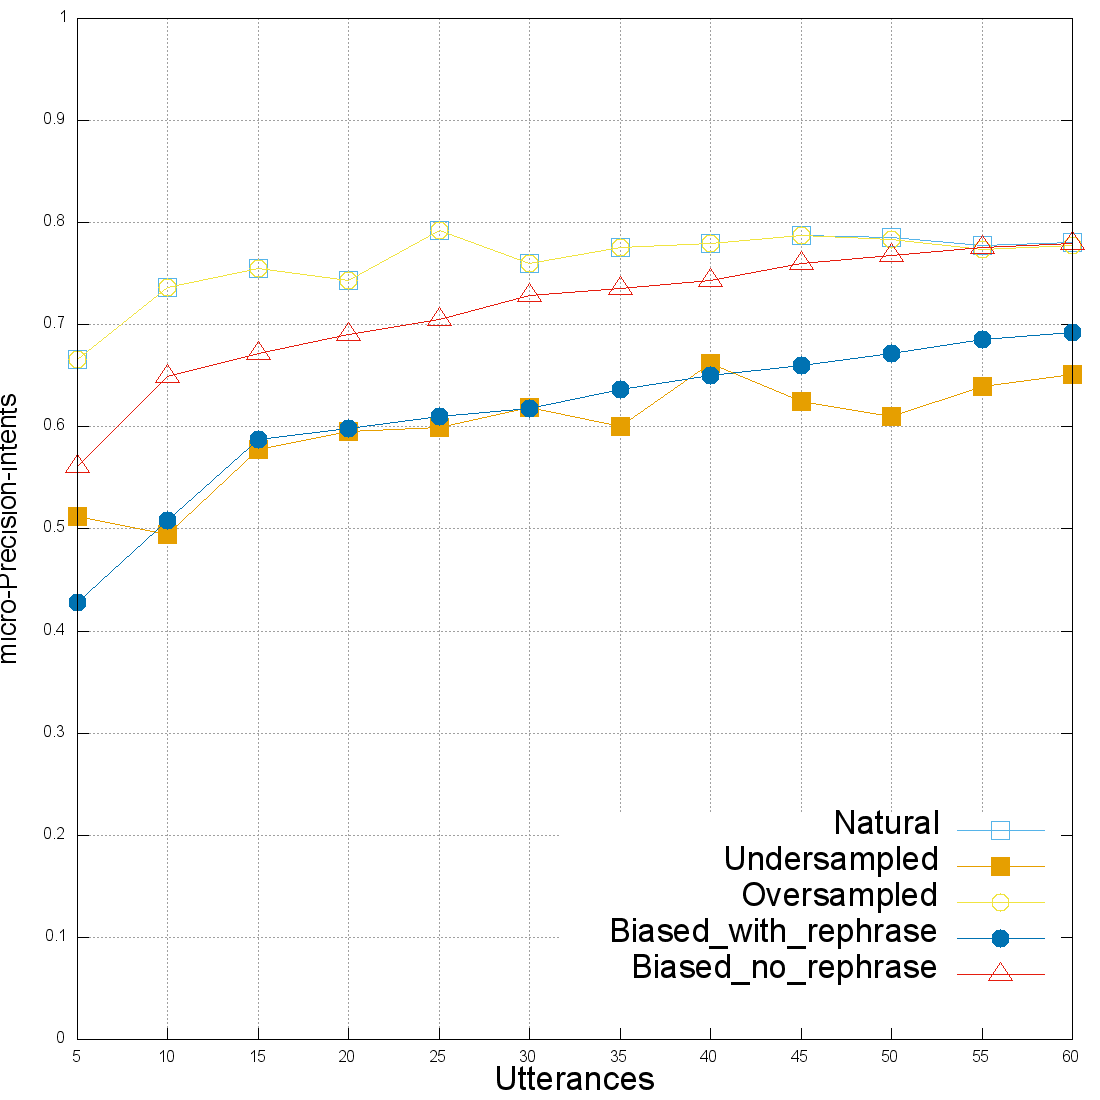 1
0.9
0.8
0.7
0.6
0.5
0.4
0.3
0.2
0.1
0
micro-Precision-intents
Natural
Undersampled
Oversampled
Biased_with_rephrase
Biased_no_rephrase
5 10 15 20 25 30 35 40 45 50 55 60
Utterances